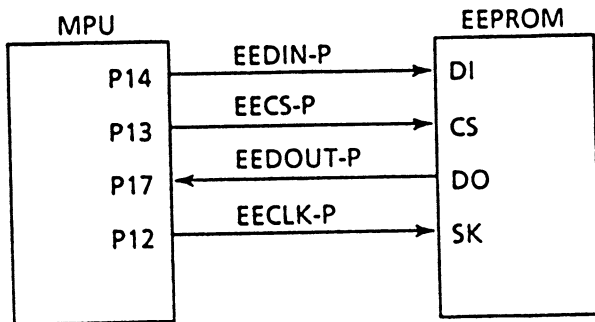 MPU EEPROM
P14 EEDIN-P DI
P13 EECS-P CS
P17 EEDOUT-P DO
P12 EECLK-P SK